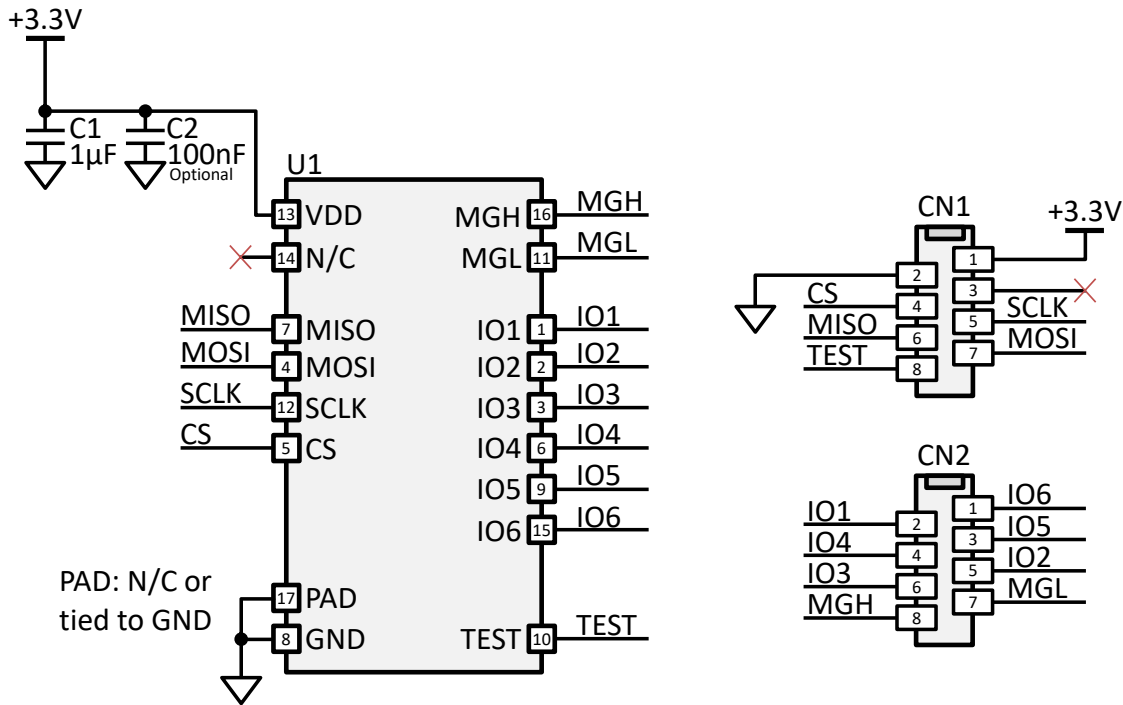 +3.3V
C1
1µF
C2
100nF
Optional
U1
13 VDD
14 N/C
MISO 7 MISO
MOSI 4 MOSI
SCLK 12 SCLK
CS 5 CS
17 PAD
8 GND
PAD: N/C or
tied to GND
MGH 16 MGH
MGL 11 MGL
IO1 1 IO1
IO2 2 IO2
IO3 3 IO3
IO4 6 IO4
IO5 9 IO5
IO6 15 IO6
TEST 10 TEST
CN1
+3.3V
1
2
3
CS 4
5 SCLK
MISO 6
7 MOSI
TEST 8
CN2
1 IO6
IO1 2
3 IO5
IO4 4
5 IO2
IO3 6
7 MGL
MGH 8